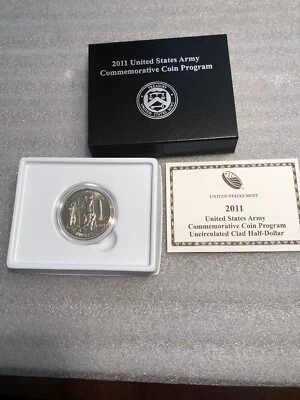 2011 United States Army
Commemorative Coin Program
UNITED STATES MINT
2011
United States Army
Commemorative Coin Program
Uncirculated Clad Half-Dollar